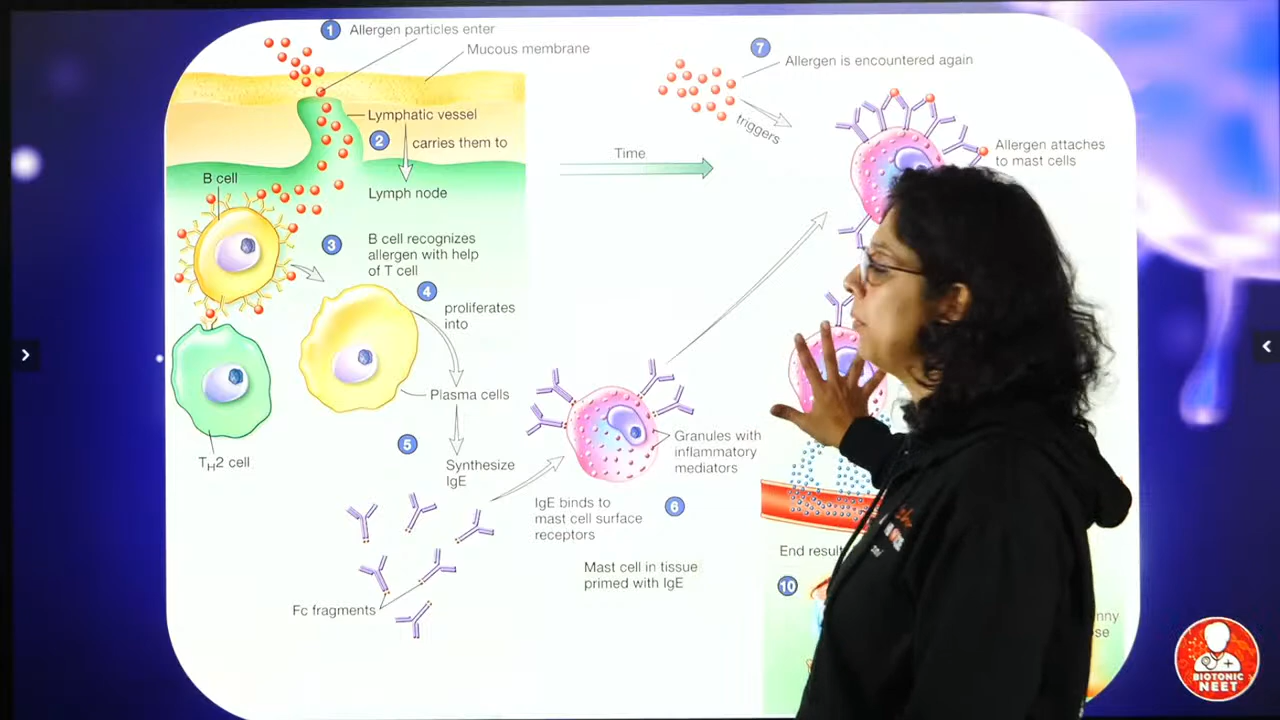 1
Allergen particles enter
Mucous membrane
Lymphatic vessel
2
carries them to
Lymph node
B cell
3
B cell recognizes
allergen with help
of T cell
4
proliferates
into
Plasma cells
TH2 cell
5
Synthesize
IgE
Fc fragments
Time
IgE binds to
mast cell surface
receptors
6
Granules with
inflammatory
mediators
Mast cell in tissue
primed with IgE
7
Allergen is encountered again
triggers
Allergen attaches
to mast cells
End result
10
BIOTONIC
NEET